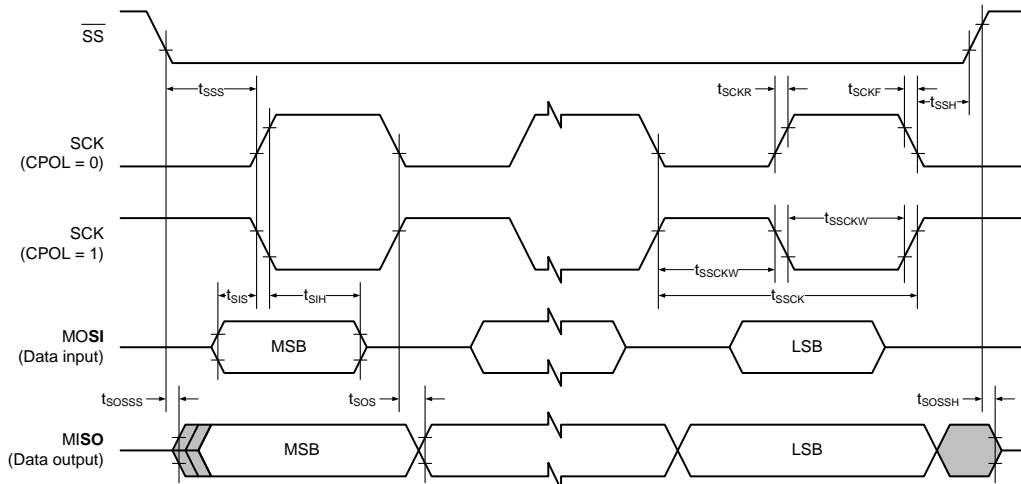 SS
tSSS
tSCKR
tSCKF
tSSH
SCK
(CPOL = 0)
SCK
(CPOL = 1)
tSSCKW
tSSCKW
tSSCK
tSIS
tSIH
MOSI
(Data input)
MSB
LSB
tSOSSS
tSOS
tSOSSH
MISO
(Data output)
MSB
LSB